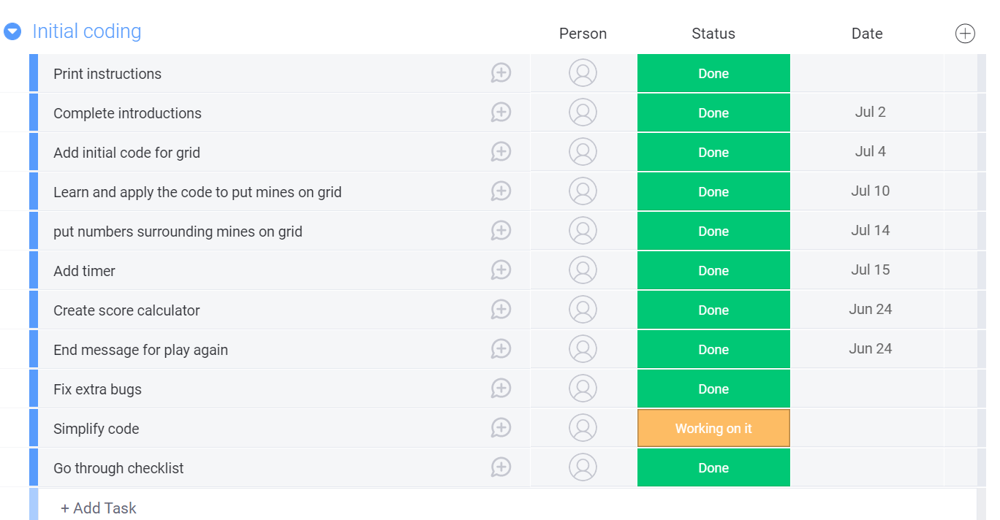 Initial coding Person Status Date
Print instructions Done
Complete introductions Done Jul 2
Add initial code for grid Done Jul 4
Learn and apply the code to put mines on grid Done Jul 10
put numbers surrounding mines on grid Done Jul 14
Add timer Done Jul 15
Create score calculator Done Jun 24
End message for play again Done Jun 24
Fix extra bugs Done
Simplify code Working on it
Go through checklist Done
+ Add Task